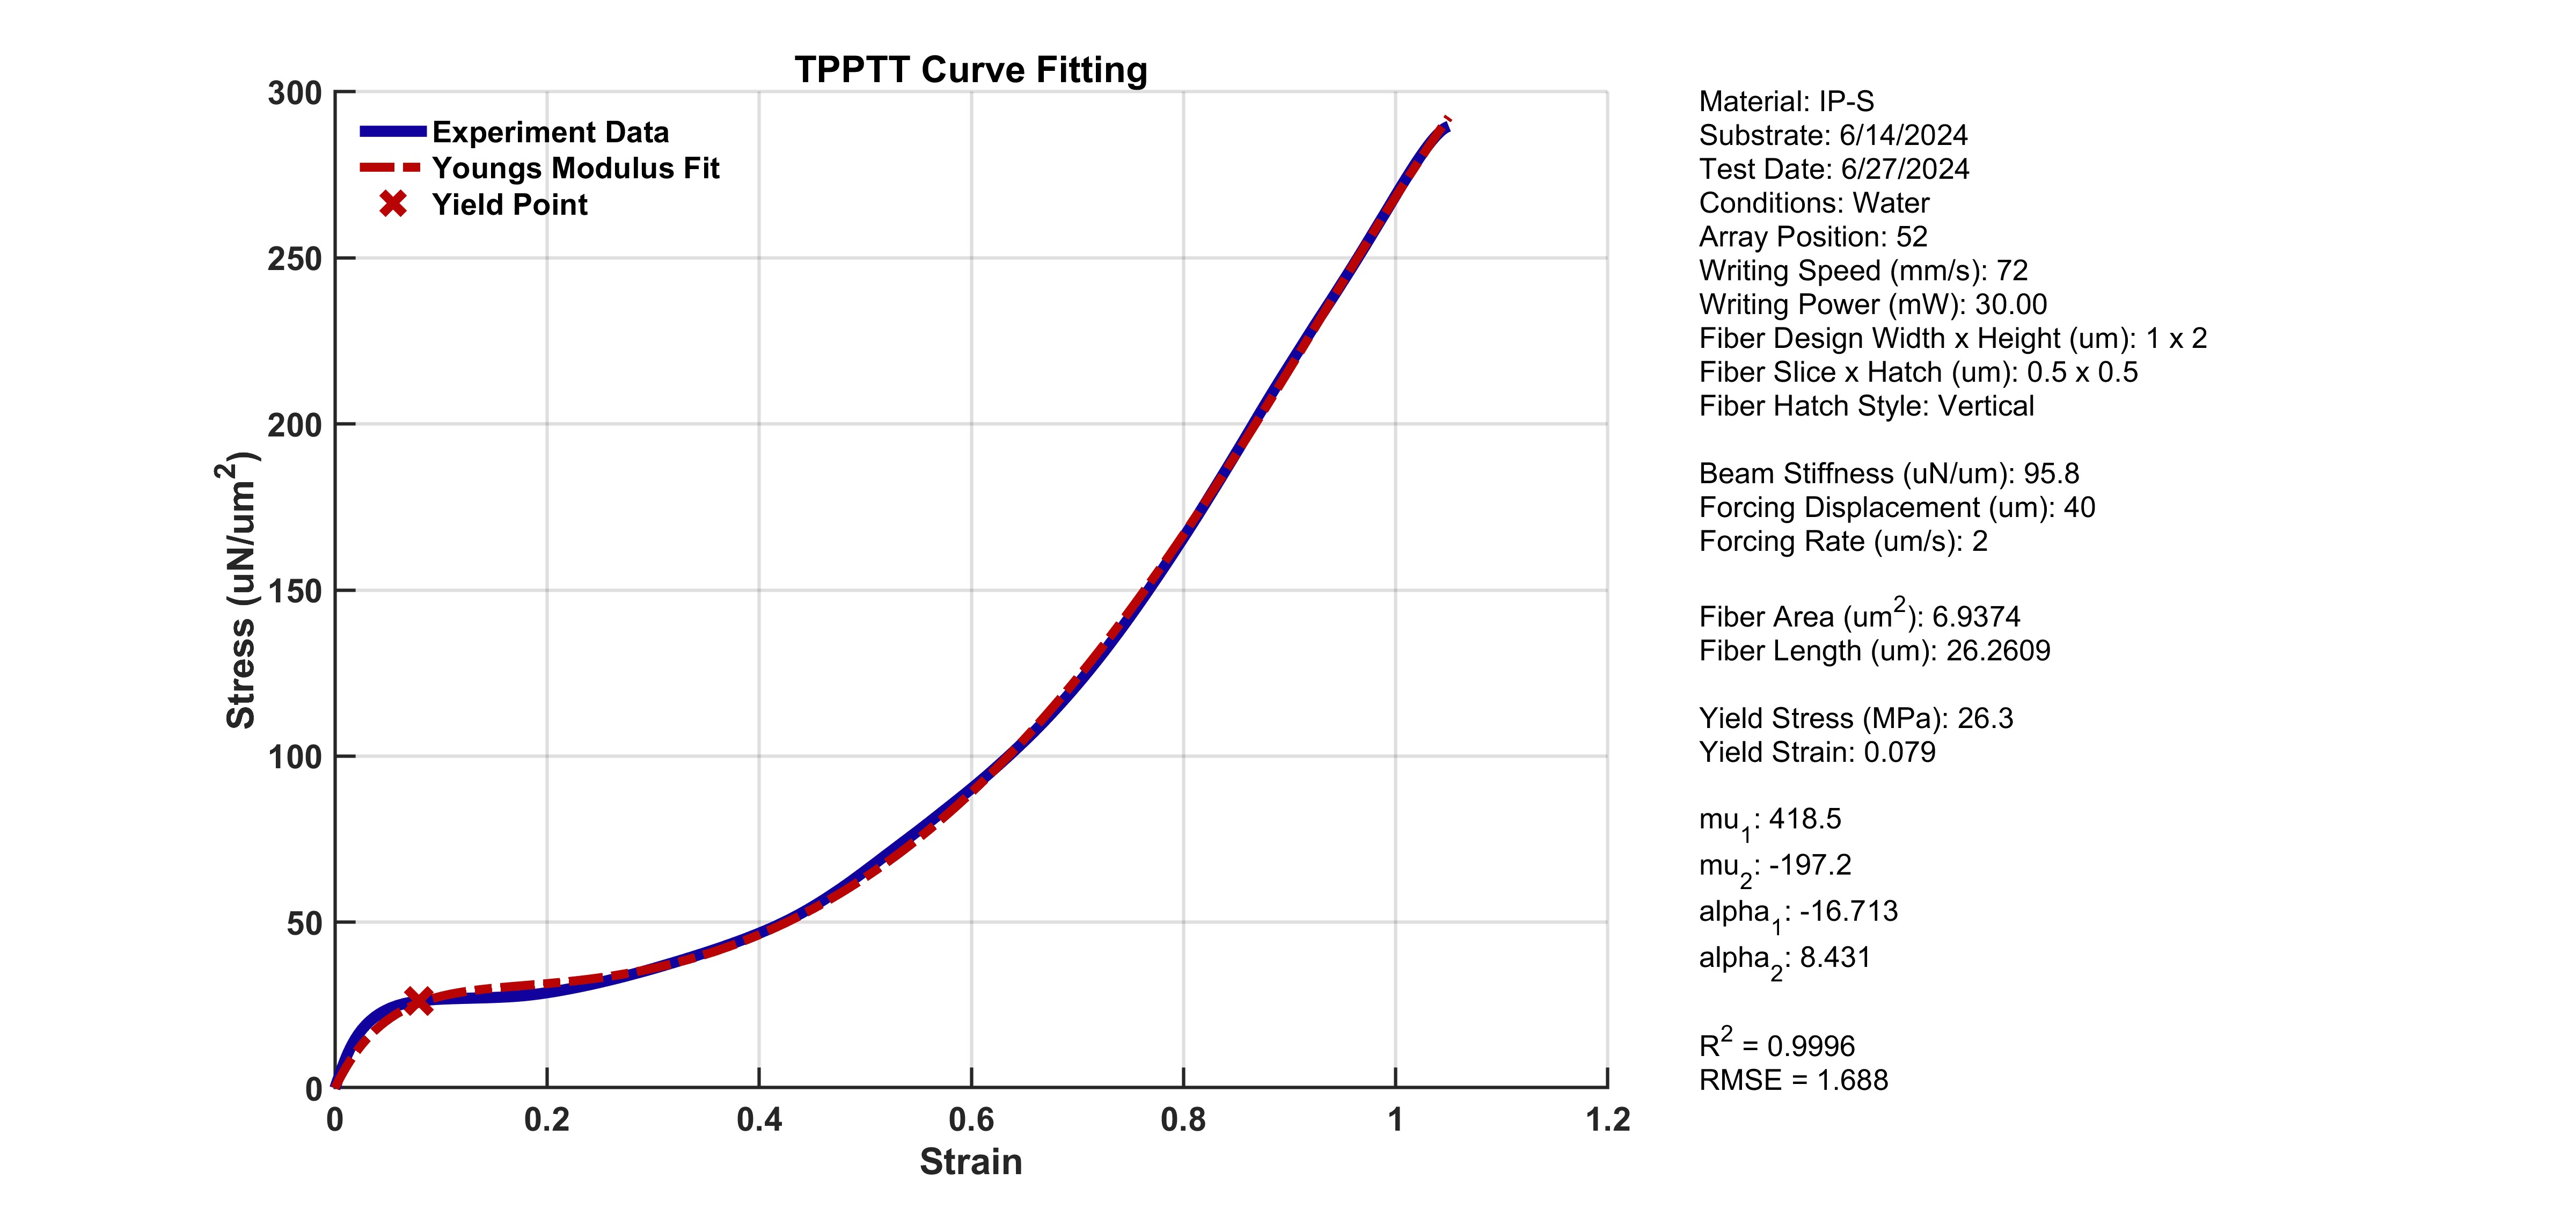 TPPTT Curve Fitting
300
250
200
150
100
50
0
Stress (uN/um²)
Experiment Data
Youngs Modulus Fit
Yield Point
0 0.2 0.4 0.6 0.8 1 1.2
Strain
Material: IP-S
Substrate: 6/14/2024
Test Date: 6/27/2024
Conditions: Water
Array Position: 52
Writing Speed (mm/s): 72
Writing Power (mW): 30.00
Fiber Design Width x Height (um): 1 x 2
Fiber Slice x Hatch (um): 0.5 x 0.5
Fiber Hatch Style: Vertical
Beam Stiffness (uN/um): 95.8
Forcing Displacement (um): 40
Forcing Rate (um/s): 2
Fiber Area (um²): 6.9374
Fiber Length (um): 26.2609
Yield Stress (MPa): 26.3
Yield Strain: 0.079
mu₁: 418.5
mu₂: -197.2
alpha₁: -16.713
alpha₂: 8.431
R² = 0.9996
RMSE = 1.688